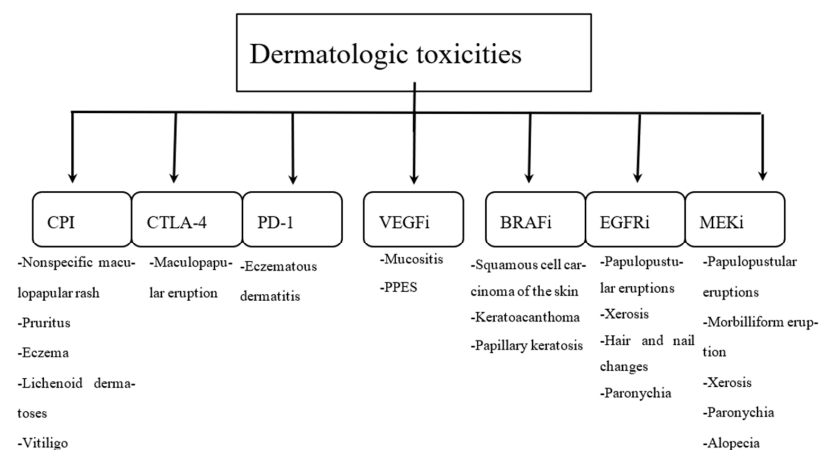 Dermatologic toxicities
CPI
CTLA-4
PD-1
VEGFi
BRAFi
EGFRi
MEKi
-Nonspecific macu-
lopapular rash
-Pruritus
-Eczema
-Lichenoid derma-
toses
-Vitiligo
-Maculopapu-
lar eruption
-Eczematous
dermatitis
-Mucositis
-PPES
-Squamous cell car-
cinoma of the skin
-Keratoacanthoma
-Papillary keratosis
-Papulopustu-
lar eruptions
-Xerosis
-Hair and nail
changes
-Paronychia
-Papulopustular
eruptions
-Morbilliform erup-
tion
-Xerosis
-Paronychia
-Alopecia